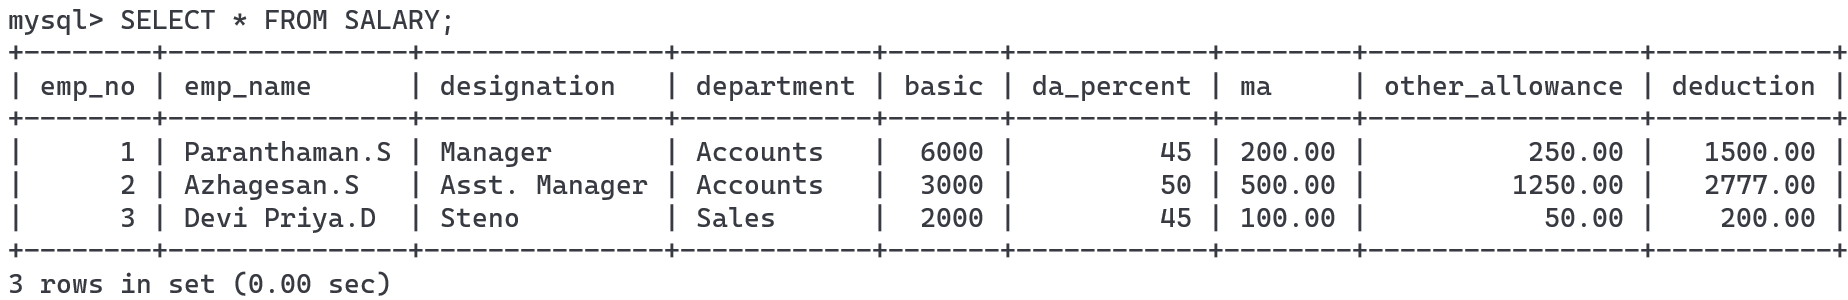 mysql> SELECT * FROM SALARY;
+--------+---------------+---------------+------------+-------+------------+--------+-----------------+-----------+
| emp_no | emp_name      | designation   | department | basic | da_percent | ma     | other_allowance | deduction |
+--------+---------------+---------------+------------+-------+------------+--------+-----------------+-----------+
|      1 | Paranthaman.S | Manager       | Accounts   |  6000 |         45 | 200.00 |          250.00 |   1500.00 |
|      2 | Azhagesan.S   | Asst. Manager | Accounts   |  3000 |         50 | 500.00 |         1250.00 |   2777.00 |
|      3 | Devi Priya.D  | Steno         | Sales      |  2000 |         45 | 100.00 |           50.00 |    200.00 |
+--------+---------------+---------------+------------+-------+------------+--------+-----------------+-----------+
3 rows in set (0.00 sec)